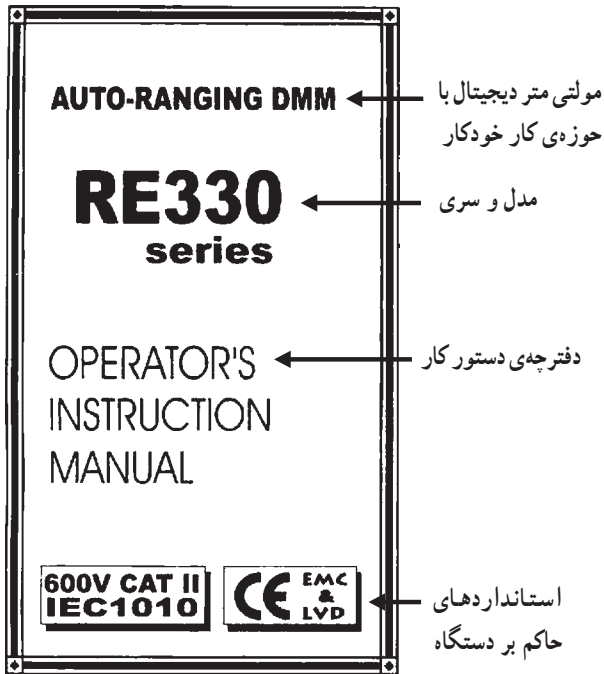 AUTO-RANGING DMM
مولتی متر دیجیتال با
حوزه‌ی کار خودکار
RE330
series
مدل و سری
OPERATOR'S
INSTRUCTION
MANUAL
دفترچه‌ی دستور کار
600V CAT II
IEC1010
CE EMC
&
LVD
استانداردهای
حاکم بر دستگاه